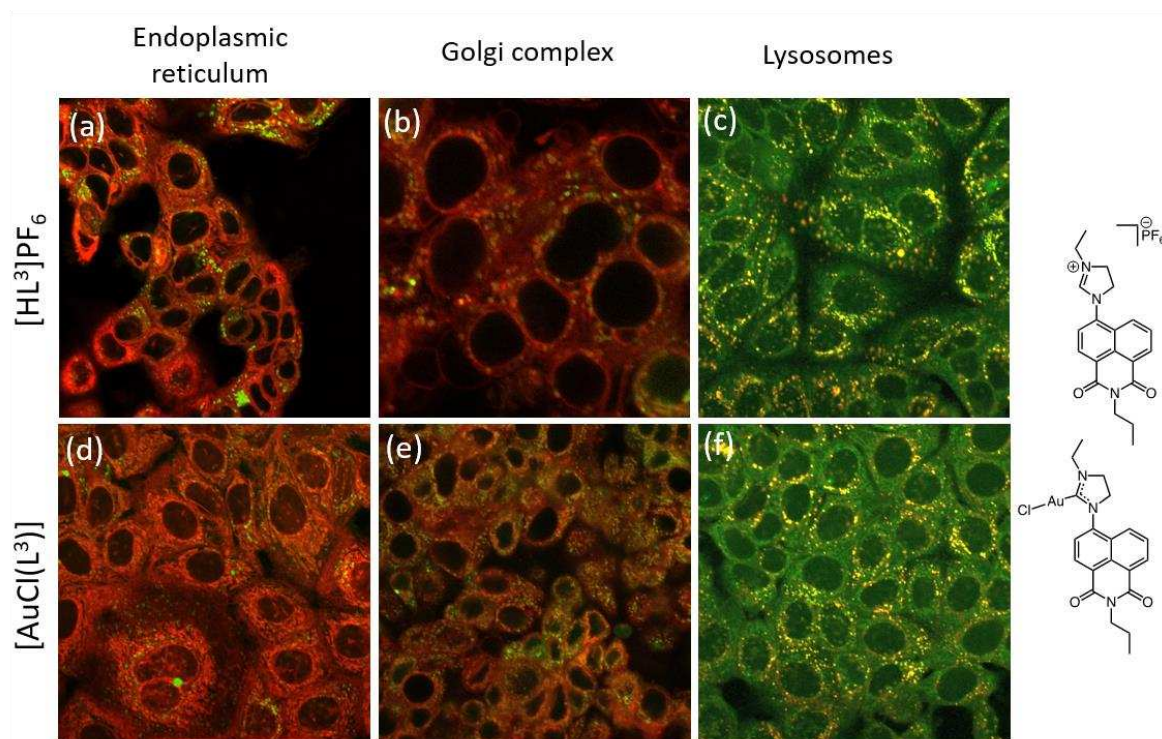 Endoplasmic
reticulum
Golgi complex
Lysosomes
(a)
(b)
(c)
[HL³]PF₆
⊖
PF₆
N
⊕
N
O
N
O
(d)
(e)
(f)
[AuCl(L³)]
N
Cl
Au
N
O
N
O